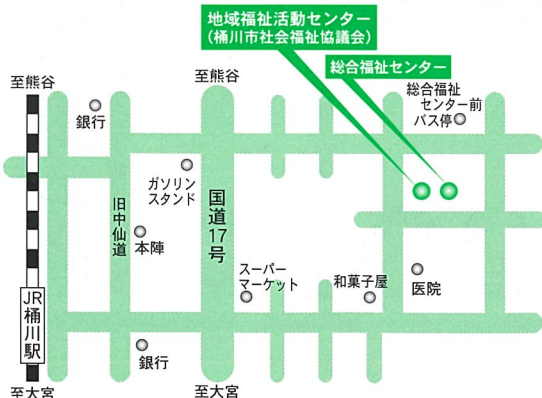 地域福祉活動センター
(桶川市社会福祉協議会)
総合福祉センター
至熊谷
至熊谷
総合福祉
センター前
バス停
銀行
ガソリン
スタンド
国道17号
旧中仙道
本陣
スーパー
マーケット
和菓子屋
医院
JR桶川駅
銀行
至大宮
至大宮